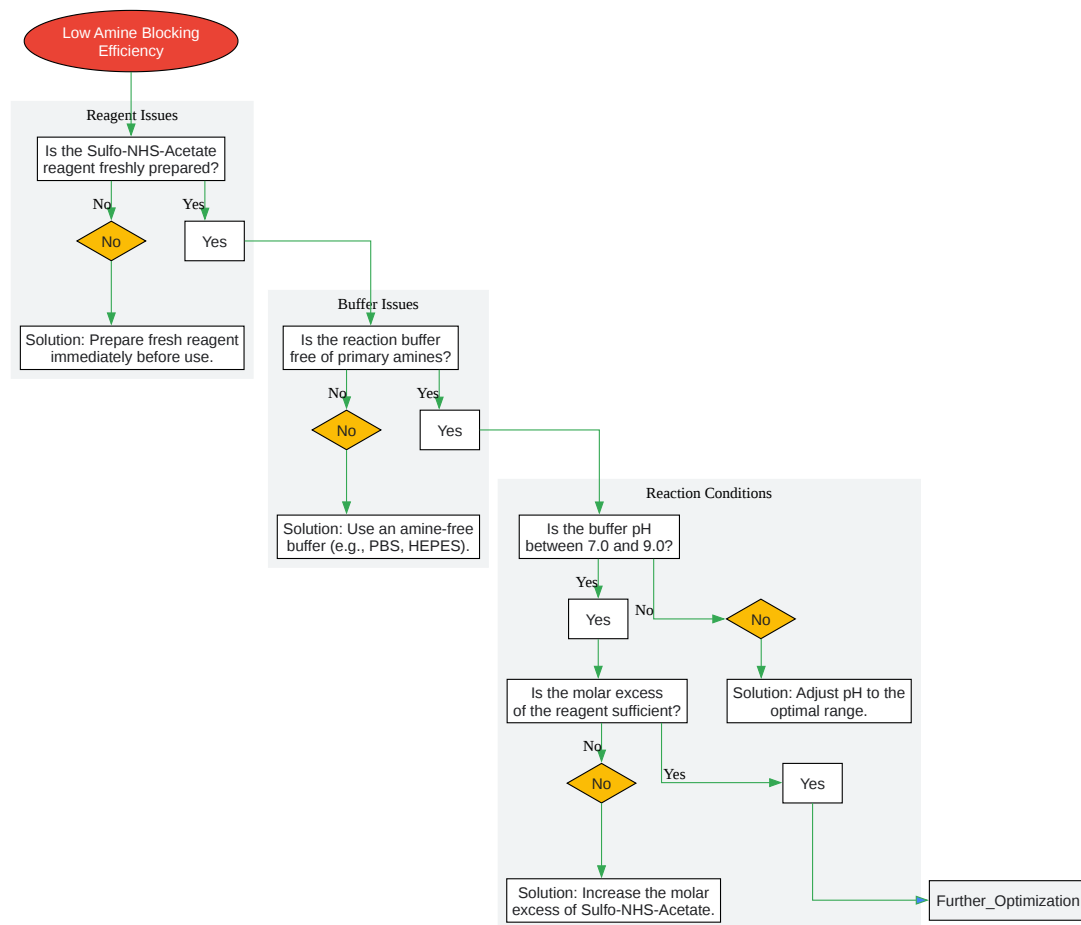 Low Amine Blocking
Efficiency
Reagent Issues
Is the Sulfo-NHS-Acetate
reagent freshly prepared?
No
Yes
No
Yes
Solution: Prepare fresh reagent
immediately before use.
Buffer Issues
Is the reaction buffer
free of primary amines?
No
Yes
No
Yes
Solution: Use an amine-free
buffer (e.g., PBS, HEPES).
Reaction Conditions
Is the buffer pH
between 7.0 and 9.0?
Yes
No
Yes
No
Is the molar excess
of the reagent sufficient?
Solution: Adjust pH to the
optimal range.
No
Yes
No
Yes
Solution: Increase the molar
excess of Sulfo-NHS-Acetate.
Further_Optimization